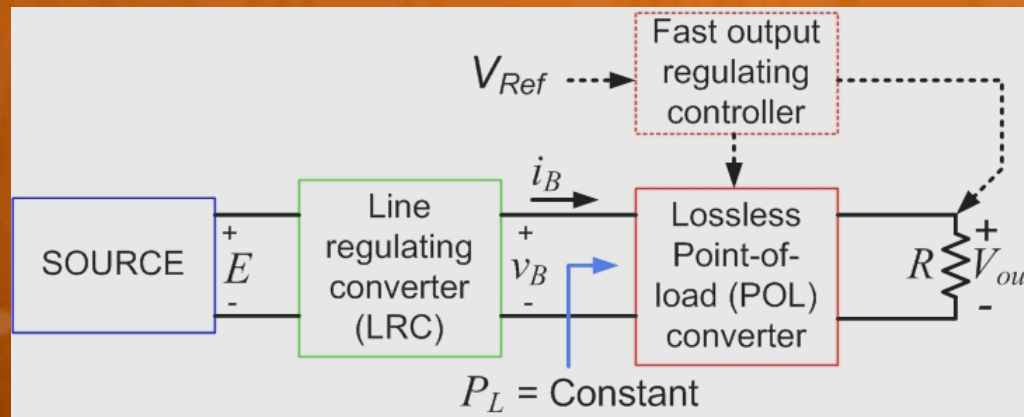 Fast output
regulating
controller
V_Ref
i_B
SOURCE
+
E
-
Line
regulating
converter
(LRC)
+
v_B
-
Lossless
Point-of-
load (POL)
converter
R
+
V_ou
-
P_L = Constant